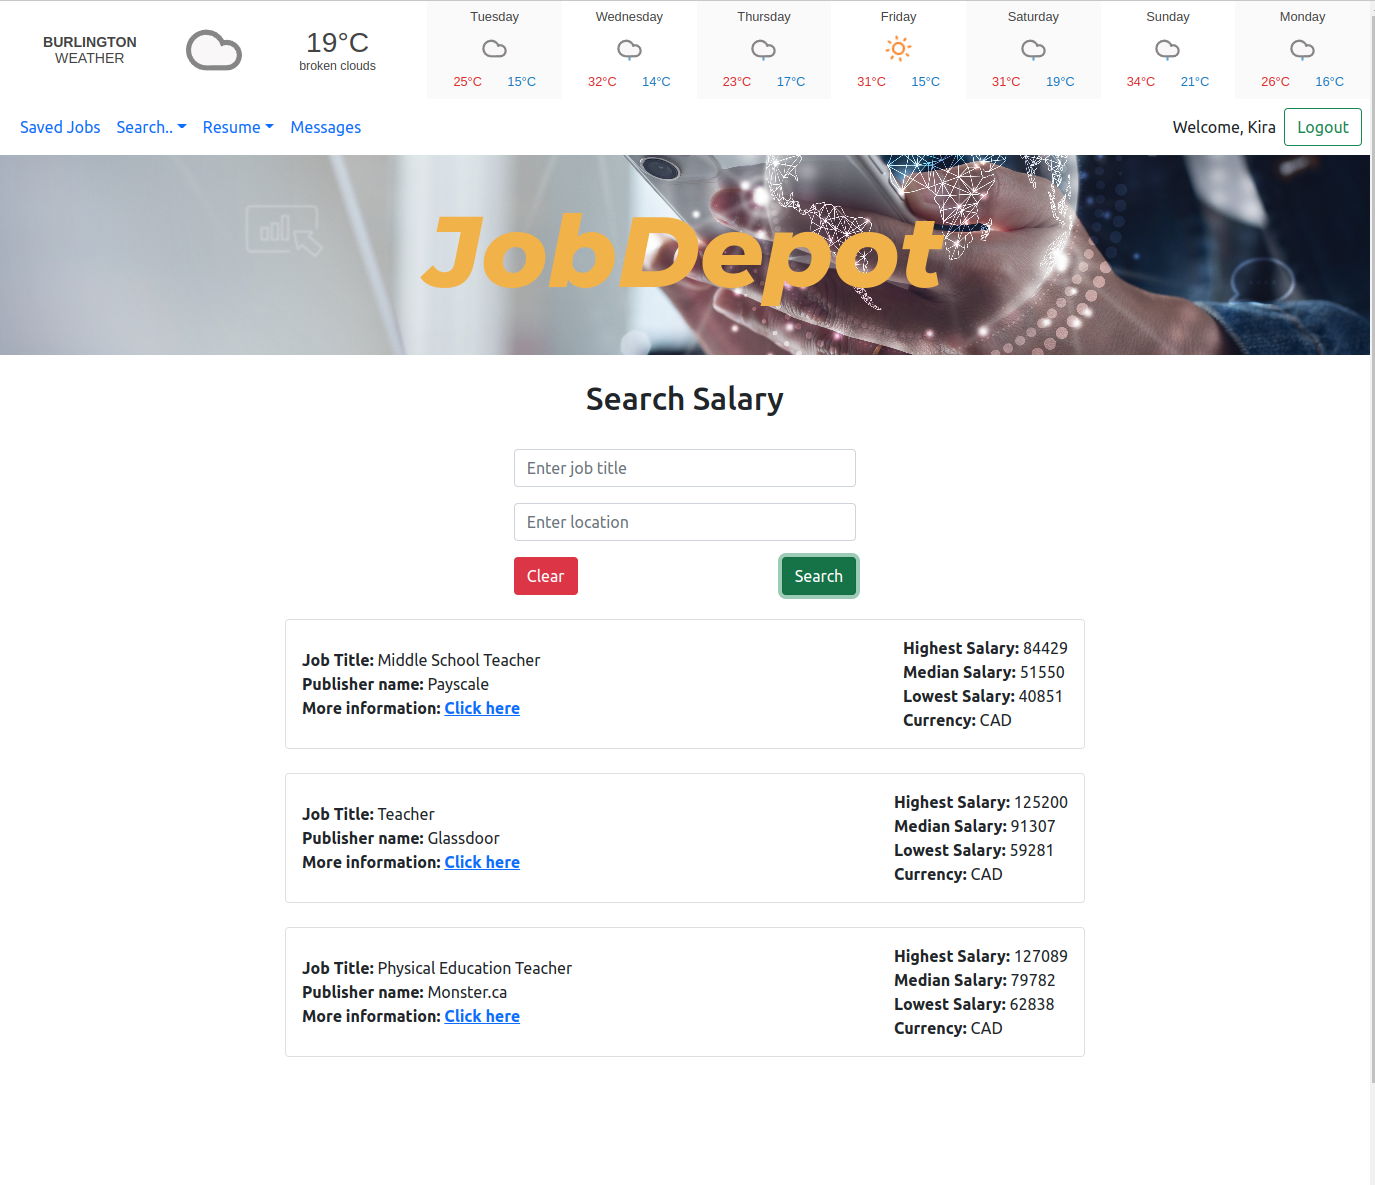 BURLINGTON
WEATHER
19°C
broken clouds
Tuesday
25°C 15°C
Wednesday
32°C 14°C
Thursday
23°C 17°C
Friday
31°C 15°C
Saturday
31°C 19°C
Sunday
34°C 21°C
Monday
26°C 16°C
Saved Jobs Search.. Resume Messages Welcome, Kira Logout
JobDepot
Search Salary
Enter job title
Enter location
Clear Search
Job Title: Middle School Teacher
Publisher name: Payscale
More information: Click here
Highest Salary: 84429
Median Salary: 51550
Lowest Salary: 40851
Currency: CAD
Job Title: Teacher
Publisher name: Glassdoor
More information: Click here
Highest Salary: 125200
Median Salary: 91307
Lowest Salary: 59281
Currency: CAD
Job Title: Physical Education Teacher
Publisher name: Monster.ca
More information: Click here
Highest Salary: 127089
Median Salary: 79782
Lowest Salary: 62838
Currency: CAD